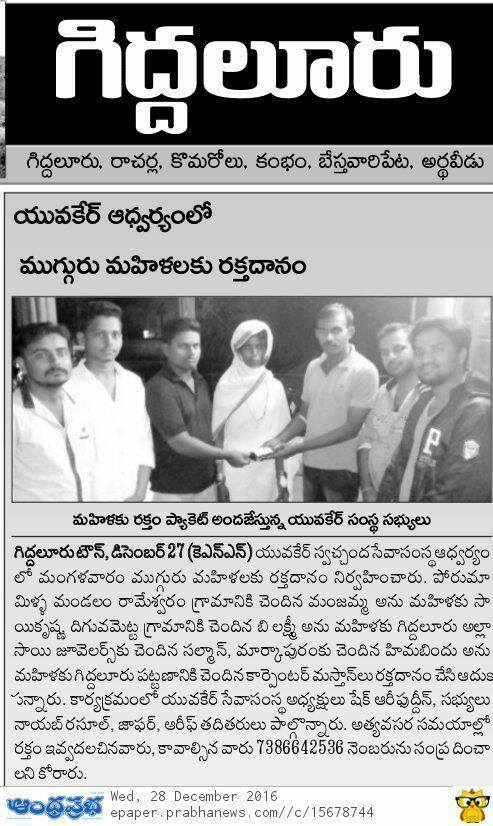 గిద్దలూరు
గిద్దలూరు, రాచర్ల, కొమరోలు, కంభం, బేస్తవారిపేట, అర్థవీడు
యువకేర్ ఆధ్వర్యంలో
ముగ్గురు మహిళలకు రక్తదానం
P
మహిళకు రక్తం ప్యాకెట్ అందజేస్తున్న యువకేర్ సంస్థ సభ్యులు
గిద్దలూరు టౌన్, డిసెంబర్ 27 (కెఎన్ఎన్) యువకేర్ స్వచ్ఛంద సేవా సంస్థ ఆధ్వర్యం
లో మంగళవారం ముగ్గురు మహిళలకు రక్తదానం నిర్వహించారు. పోరుమా
మిళ్ళ మండలం రామేశ్వరం గ్రామానికి చెందిన మంజమ్మ అను మహిళకు సా
యికృష్ణ దిగువమెట్ట గ్రామానికి చెందిన బి లక్ష్మీ అను మహిళకు గిద్దలూరు అల్లా
సాయి జూవెలర్స్‌కు చెందిన సల్మాన్, మార్కాపురంకు చెందిన హిమబిందు అను
మహిళకు గిద్దలూరు పట్టణానికి చెందిన కార్పెంటర్ మస్తాన్‌లు రక్తదానం చేసి ఆదుక
ున్నారు. కార్యక్రమంలో యువకేర్ సేవాసంస్థ అధ్యక్షులు షేక్ ఆరీఫుద్దీన్, సభ్యులు
నాయబ్ రసూల్, జాఫర్, ఆరీఫ్ తదితరులు పాల్గొన్నారు. అత్యవసర సమయాల్లో
రక్తం ఇవ్వదలచినవారు, కావాల్సిన వారు 7386642536 నెంబరును సంప్ర దించా
లని కోరారు.
ఆంధ్రప్రభ
Wed, 28 December 2016
epaper.prabhanews.com//c/15678744